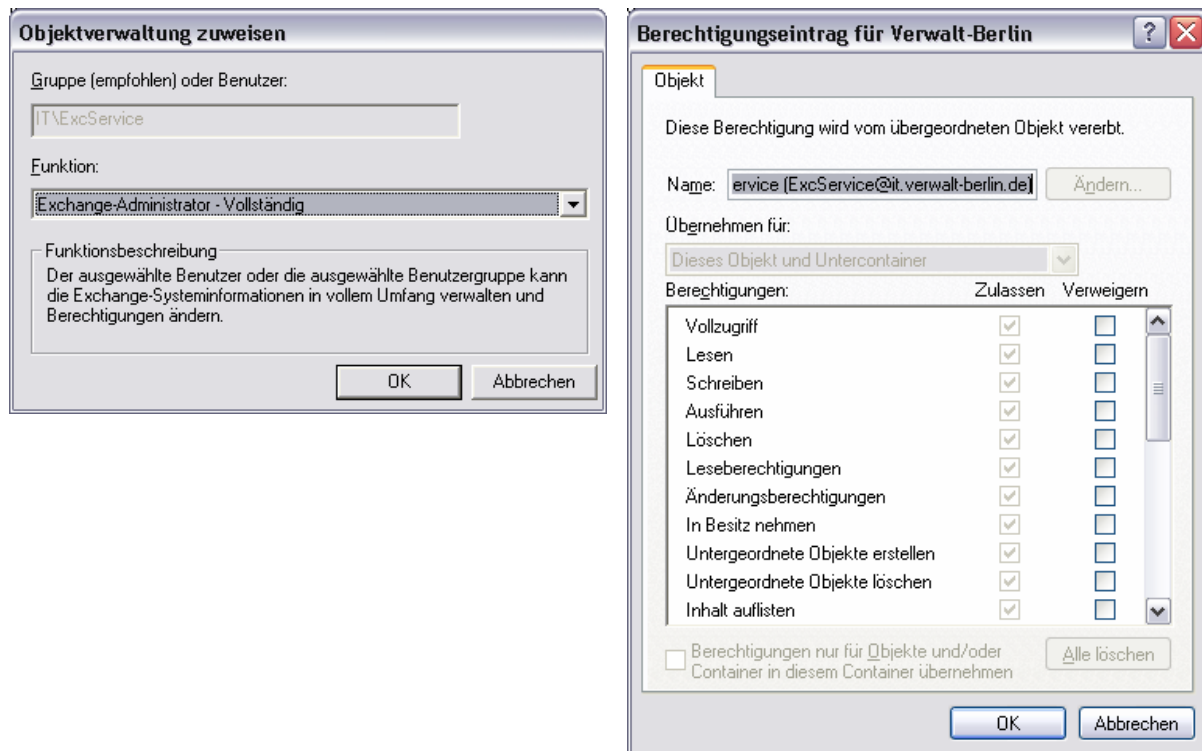 Objektverwaltung zuweisen
Gruppe (empfohlen) oder Benutzer:
IT\ExcService
Funktion:
Exchange-Administrator - Vollständig
Funktionsbeschreibung
Der ausgewählte Benutzer oder die ausgewählte Benutzergruppe kann
die Exchange-Systeminformationen in vollem Umfang verwalten und
Berechtigungen ändern.
OK Abbrechen
Berechtigungseintrag für Verwalt-Berlin
Objekt
Diese Berechtigung wird vom übergeordneten Objekt vererbt.
Name: ervice (ExcService@it.verwalt-berlin.de) Ändern...
Übernehmen für:
Dieses Objekt und Untercontainer
Berechtigungen: Zulassen Verweigern
Vollzugriff
Lesen
Schreiben
Ausführen
Löschen
Leseberechtigungen
Änderungsberechtigungen
In Besitz nehmen
Untergeordnete Objekte erstellen
Untergeordnete Objekte löschen
Inhalt auflisten
Berechtigungen nur für Objekte und/oder
Container in diesem Container übernehmen
Alle löschen
OK Abbrechen